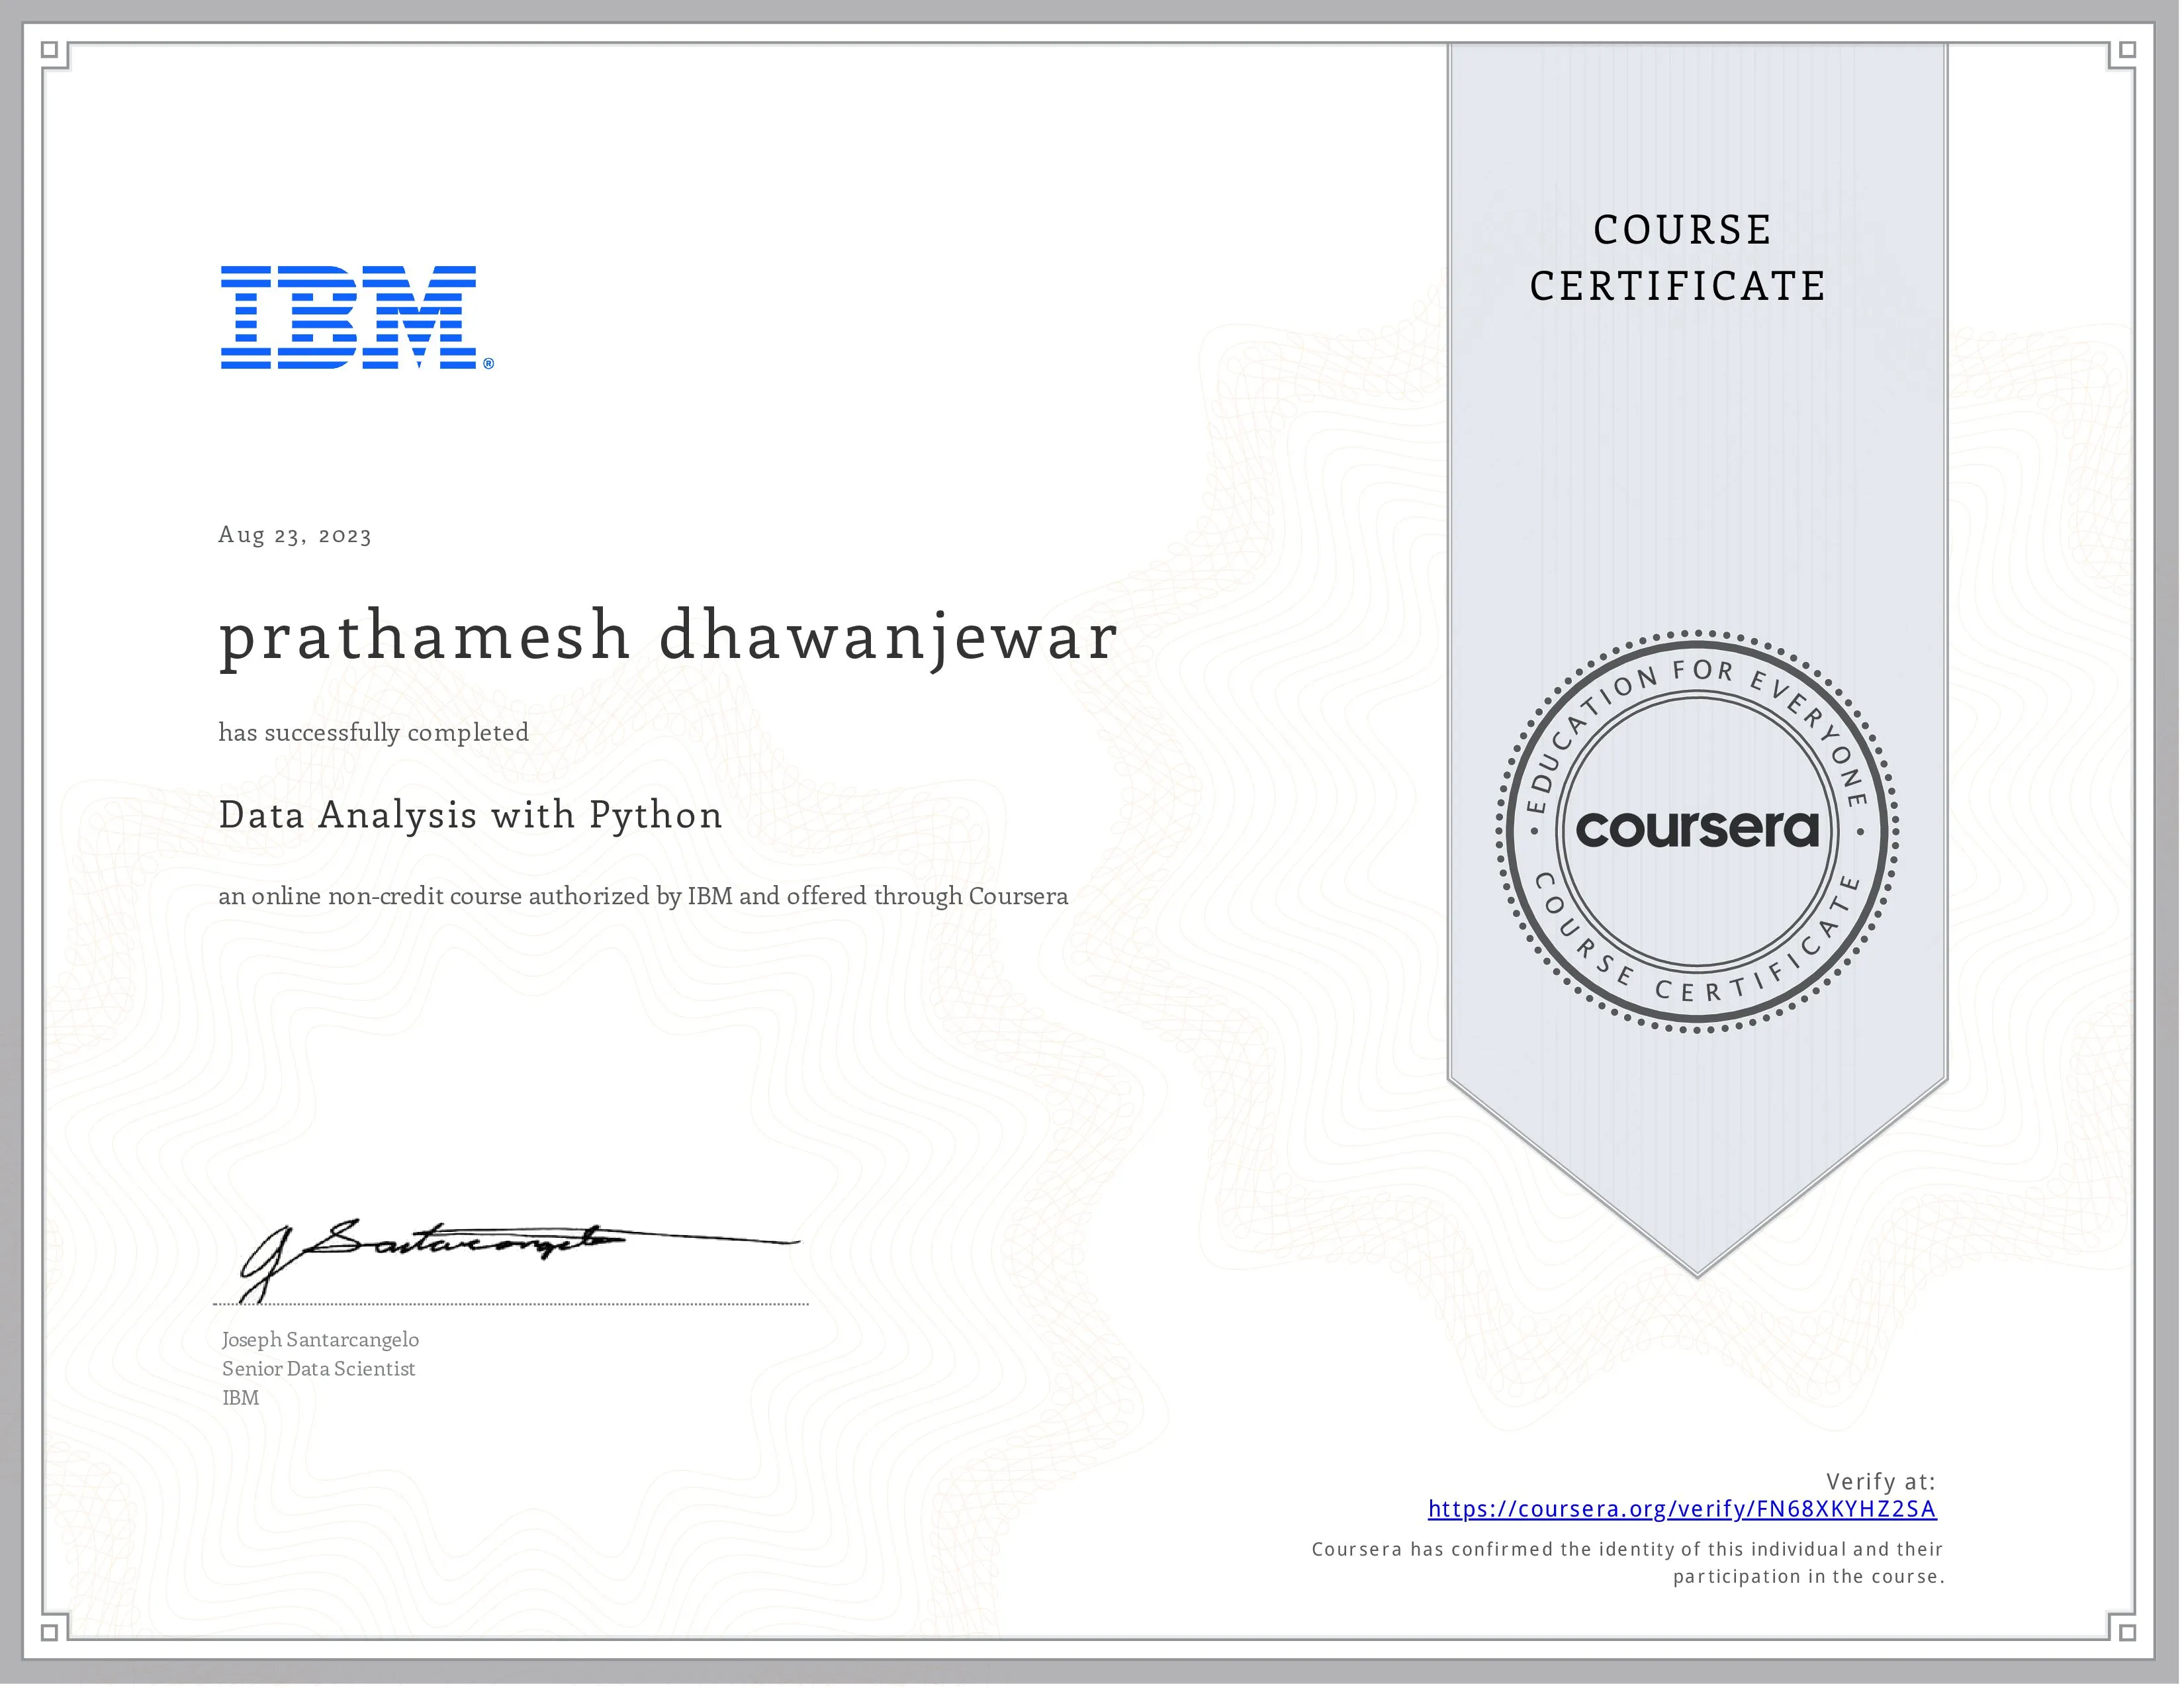 IBM®
COURSE
CERTIFICATE
Aug 23, 2023
prathamesh dhawanjewar
has successfully completed
Data Analysis with Python
an online non-credit course authorized by IBM and offered through Coursera
EDUCATION FOR EVERYONE
coursera
COURSE CERTIFICATE
J Santarcangelo
Joseph Santarcangelo
Senior Data Scientist
IBM
Verify at:
https://coursera.org/verify/FN68XKYHZ2SA
Coursera has confirmed the identity of this individual and their
participation in the course.